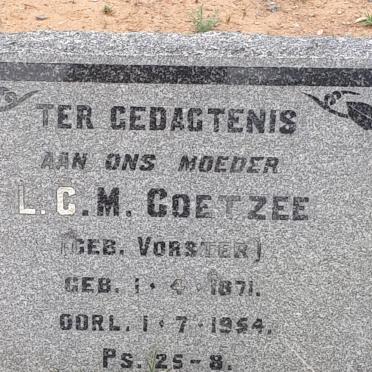 TER GEDAGTENIS
AAN ONS MOEDER
L.C.M. COETZEE
(GEB. VORSTER)
GEB. 1·4·1871.
OORL. 1·7·1954.
PS. 25-8.